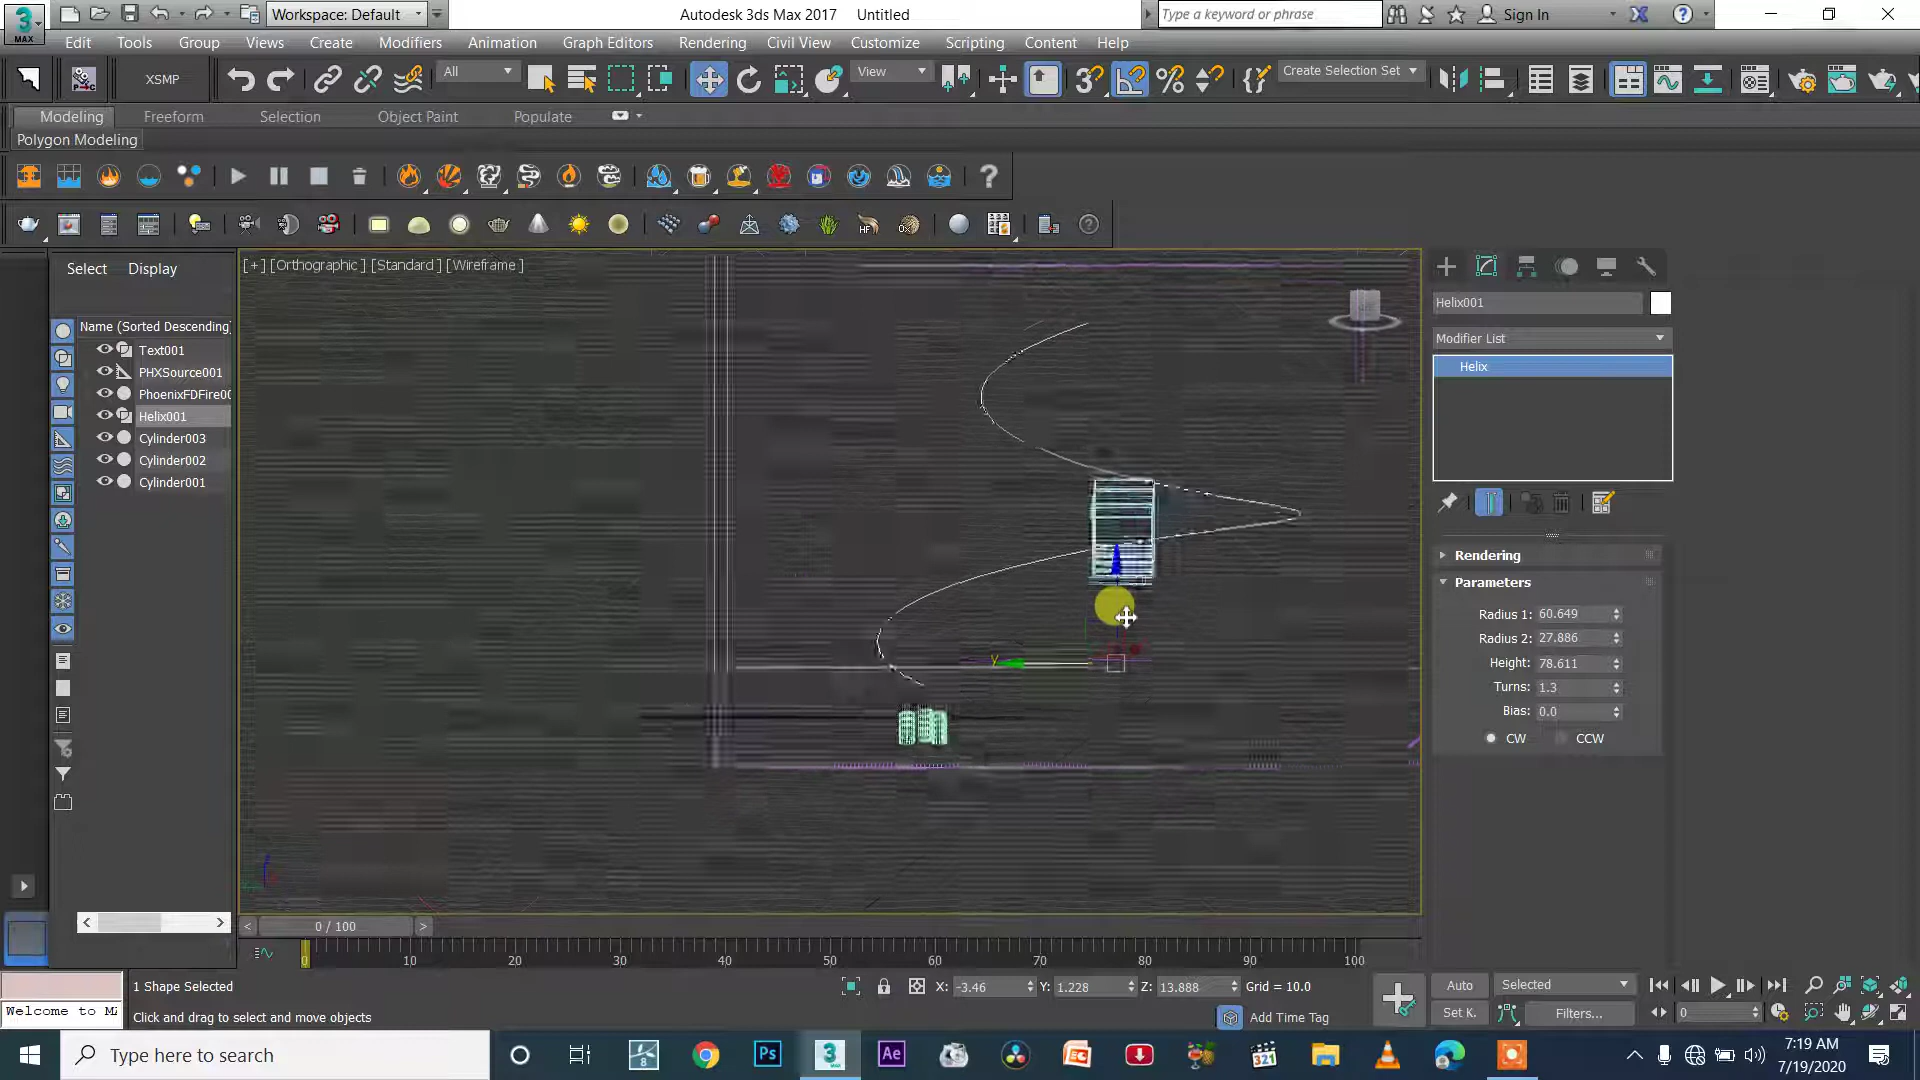 MAX
Workspace: Default
Autodesk 3ds Max 2017 Untitled
Type a keyword or phrase
Sign In
Edit Tools Group Views Create Modifiers Animation Graph Editors Rendering Civil View Customize Scripting Content Help
XSMP
All
View
Create Selection Set
Modeling Freeform Selection Object Paint Populate
Polygon Modeling
Select Display
[+] [Orthographic ] [Standard ] [Wireframe ]
Name (Sorted Descending)
Text001
PHXSource001
PhoenixFDFire00
Helix001
Cylinder003
Cylinder002
Cylinder001
y
Helix001
Modifier List
Helix
Rendering
Parameters
Radius 1: 60.649
Radius 2: 27.886
Height: 78.611
Turns: 1.3
Bias: 0.0
CW CCW
< 0 / 100 >
0 10 20 30 40 50 60 70 80 90 100
1 Shape Selected
X: -3.46 Y: 1.228 Z: 13.888 Grid = 10.0
Auto Selected
Welcome to MA
Click and drag to select and move objects
Add Time Tag
Set K. Filters...
0
Type here to search
7:19 AM
7/19/2020